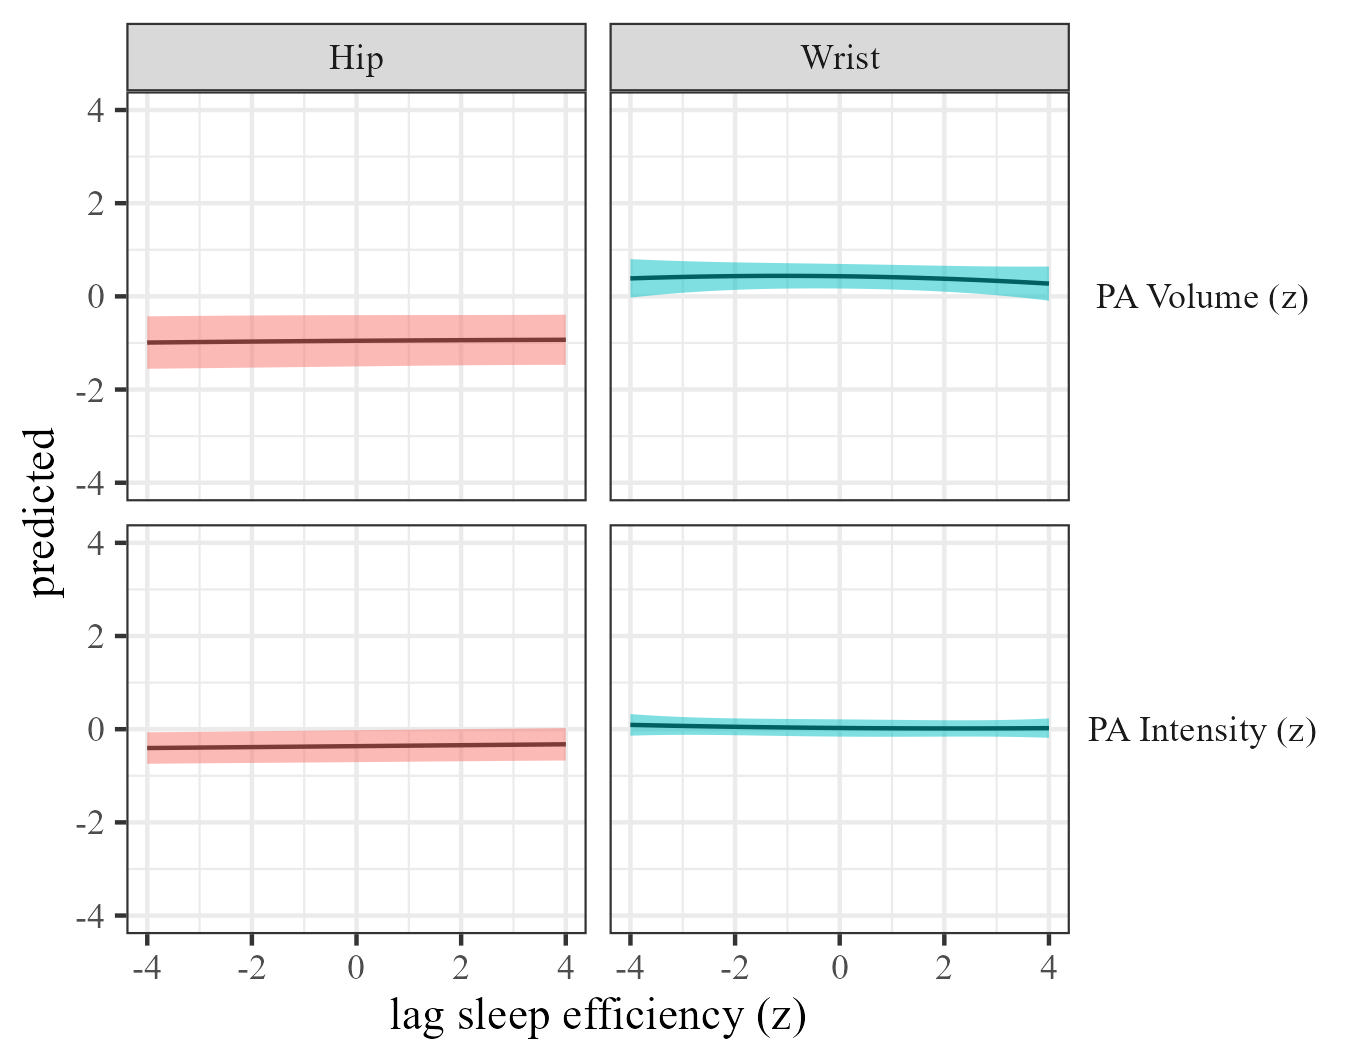 Hip
Wrist
4
2
0
-2
-4
PA Volume (z)
predicted
4
2
0
-2
-4
PA Intensity (z)
-4 -2 0 2 4 -4 -2 0 2 4
lag sleep efficiency (z)